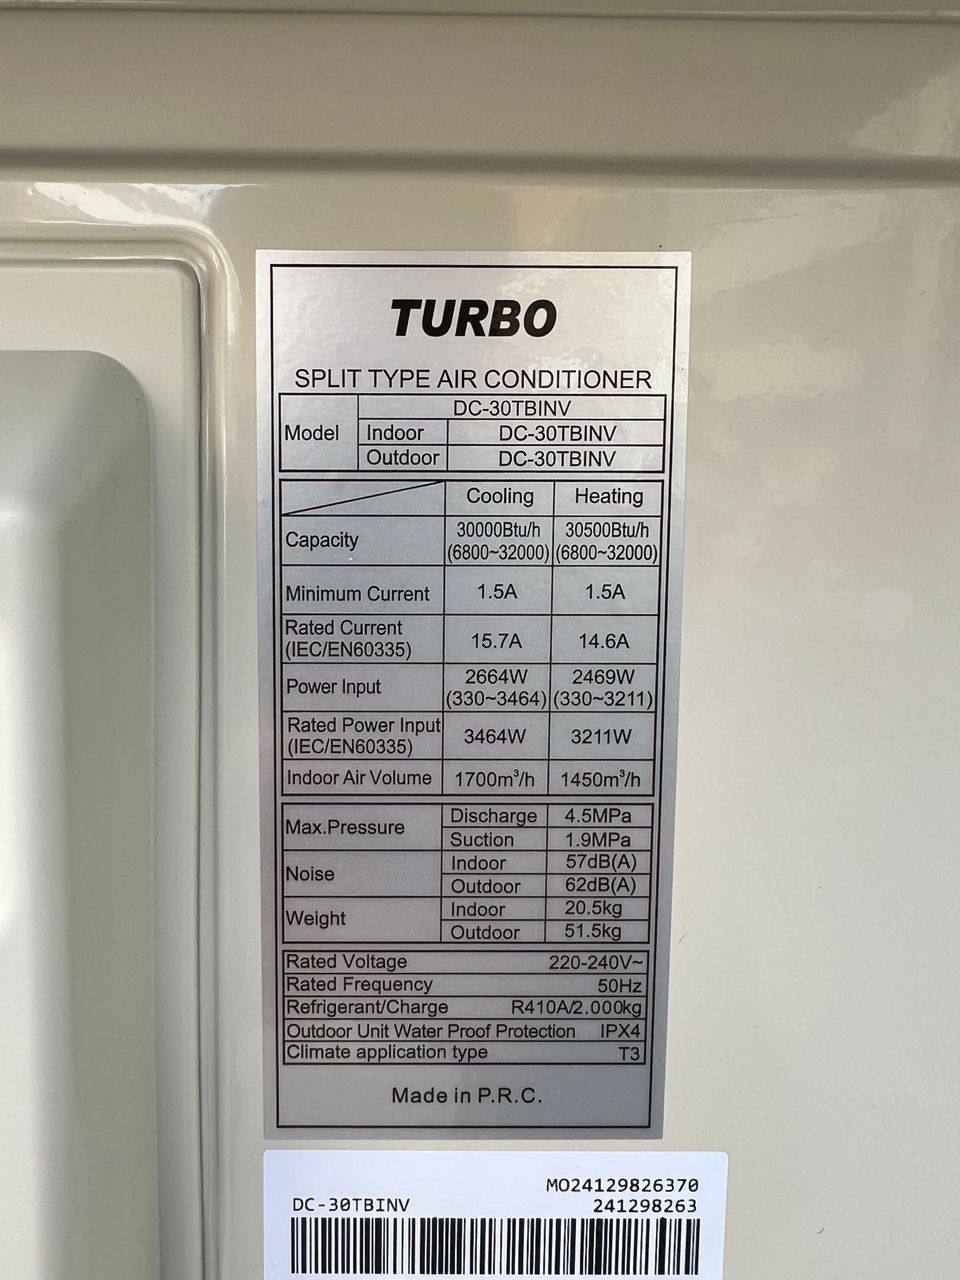 TURBO
SPLIT TYPE AIR CONDITIONER
Model DC-30TBINV
Indoor DC-30TBINV
Outdoor DC-30TBINV
Cooling Heating
Capacity 30000Btu/h (6800~32000) 30500Btu/h (6800~32000)
Minimum Current 1.5A 1.5A
Rated Current (IEC/EN60335) 15.7A 14.6A
Power Input 2664W (330~3464) 2469W (330~3211)
Rated Power Input (IEC/EN60335) 3464W 3211W
Indoor Air Volume 1700m³/h 1450m³/h
Max.Pressure Discharge 4.5MPa
Suction 1.9MPa
Noise Indoor 57dB(A)
Outdoor 62dB(A)
Weight Indoor 20.5kg
Outdoor 51.5kg
Rated Voltage 220-240V~
Rated Frequency 50Hz
Refrigerant/Charge R410A/2.000kg
Outdoor Unit Water Proof Protection IPX4
Climate application type T3
Made in P.R.C.
MO24129826370
DC-30TBINV 241298263